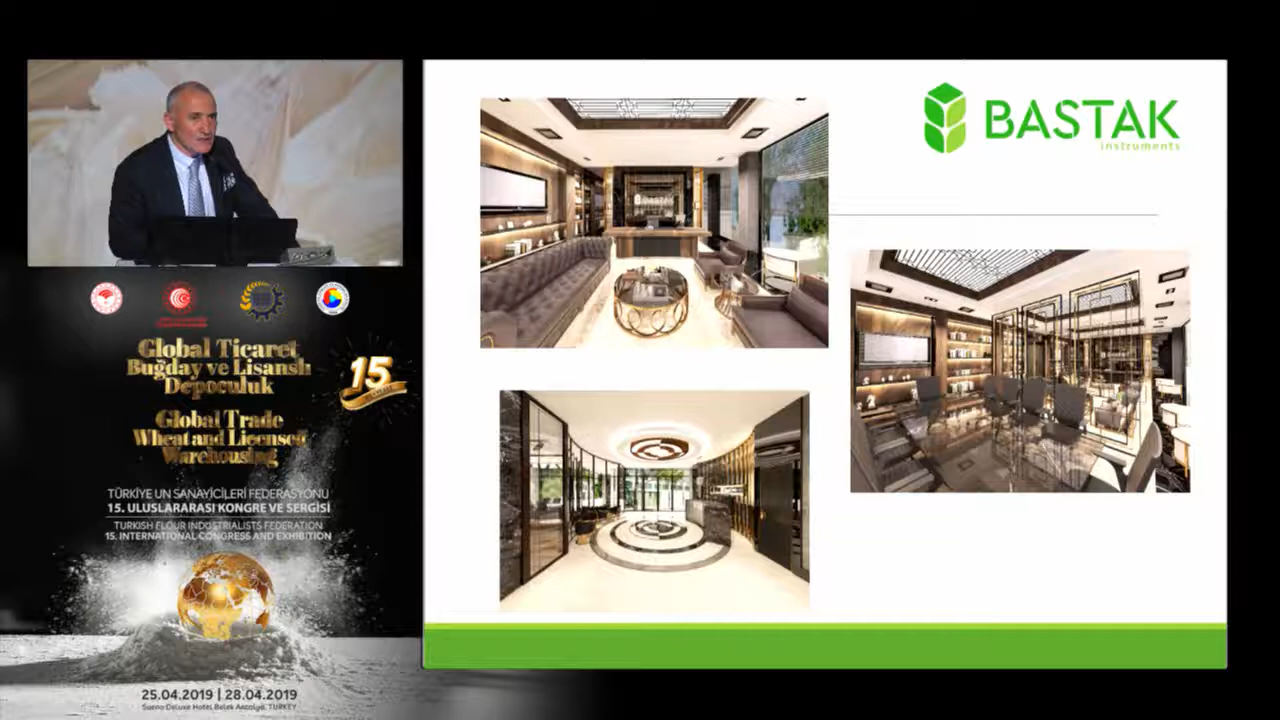 Global Ticaret
Buğday ve Lisanslı
Depoculuk
15
Global Trade
Wheat and Licensed
Warehousing
TÜRKİYE UN SANAYİCİLERİ FEDERASYONU
15. ULUSLARARASI KONGRE VE SERGİSİ
TURKISH FLOUR INDUSTRIALISTS FEDERATION
15. INTERNATIONAL CONGRESS AND EXHIBITION
25.04.2019 | 28.04.2019
Sueno Deluxe Hotel Belek Antalya, TURKEY
BASTAK
instruments
BASTAK